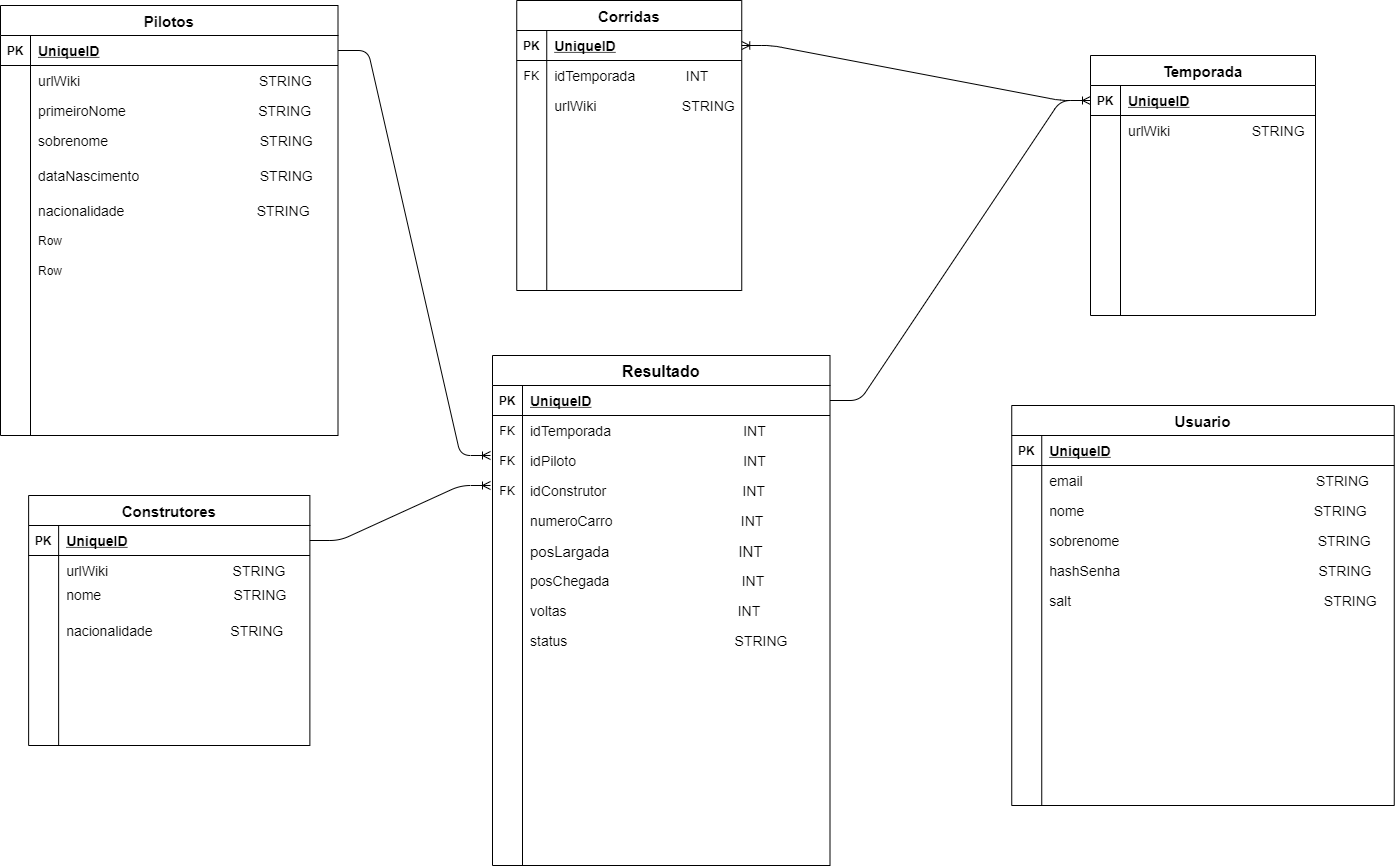 Pilotos
PK UniqueID
urlWiki STRING
primeiroNome STRING
sobrenome STRING
dataNascimento STRING
nacionalidade STRING
Row
Row
Corridas
PK UniqueID
FK idTemporada INT
urlWiki STRING
Temporada
PK UniqueID
urlWiki STRING
Construtores
PK UniqueID
urlWiki STRING
nome STRING
nacionalidade STRING
Resultado
PK UniqueID
FK idTemporada INT
FK idPiloto INT
FK idConstrutor INT
numeroCarro INT
posLargada INT
posChegada INT
voltas INT
status STRING
Usuario
PK UniqueID
email STRING
nome STRING
sobrenome STRING
hashSenha STRING
salt STRING